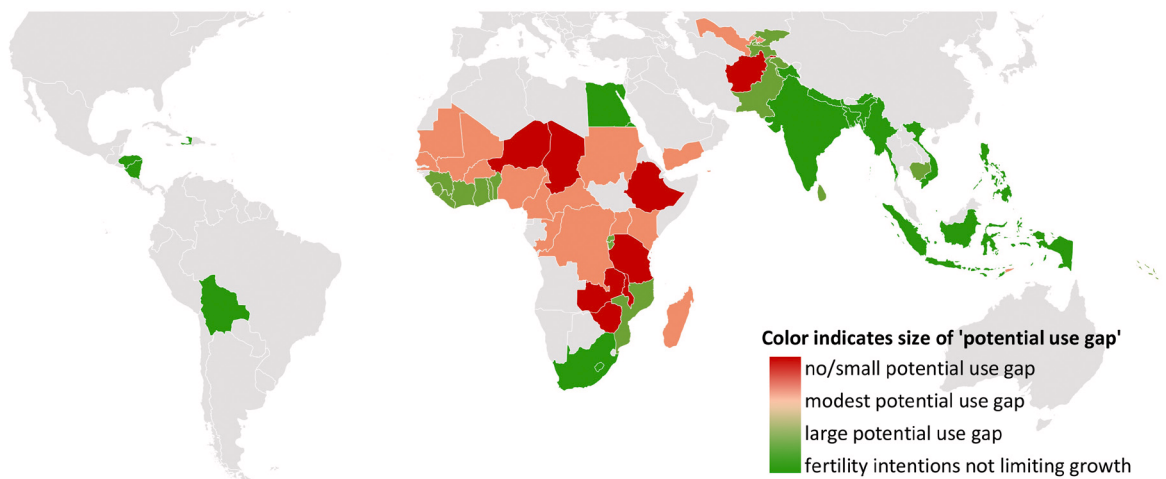 Color indicates size of 'potential use gap'
no/small potential use gap
modest potential use gap
large potential use gap
fertility intentions not limiting growth